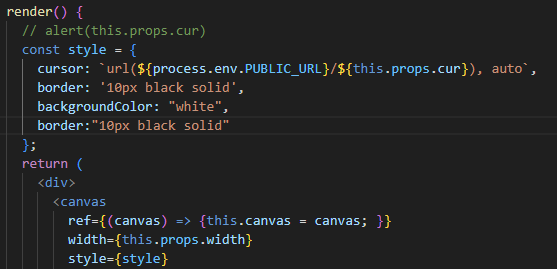 render() {
// alert(this.props.cur)
const style = {
cursor: `url(${process.env.PUBLIC_URL}/${this.props.cur}), auto`,
border: '10px black solid',
backgroundColor: "white",
border:"10px black solid"
};
return (
<div>
<canvas
ref={(canvas) => {this.canvas = canvas; }}
width={this.props.width}
style={style}